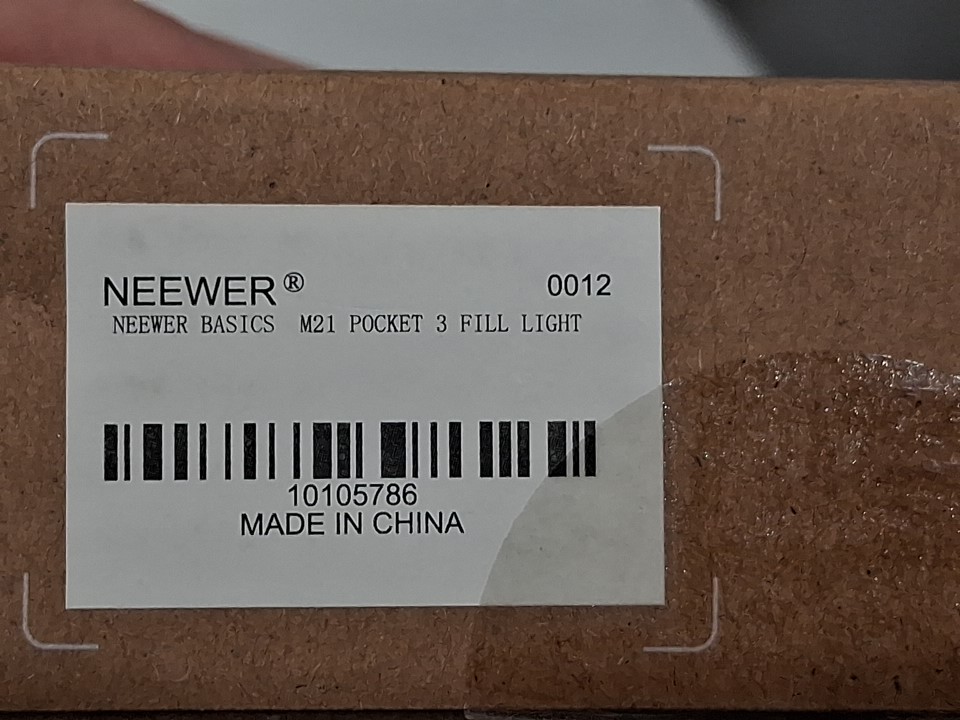 NEEWER® 0012
NEEWER BASICS M21 POCKET 3 FILL LIGHT
10105786
MADE IN CHINA